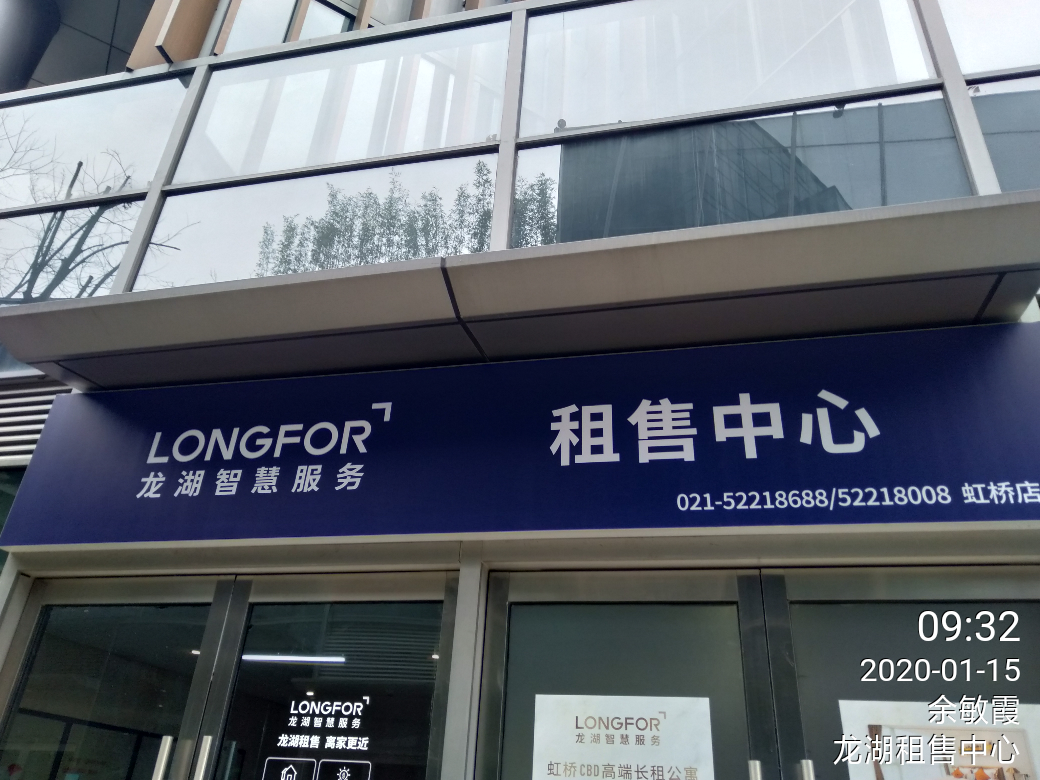 LONGFOR
龙湖智慧服务
租售中心
021-52218688/52218008 虹桥店
LONGFOR
龙湖智慧服务
龙湖租售 离家更近
LONGFOR
龙湖智慧服务
虹桥CBD高端长租公寓
09:32
2020-01-15
余敏霞
龙湖租售中心